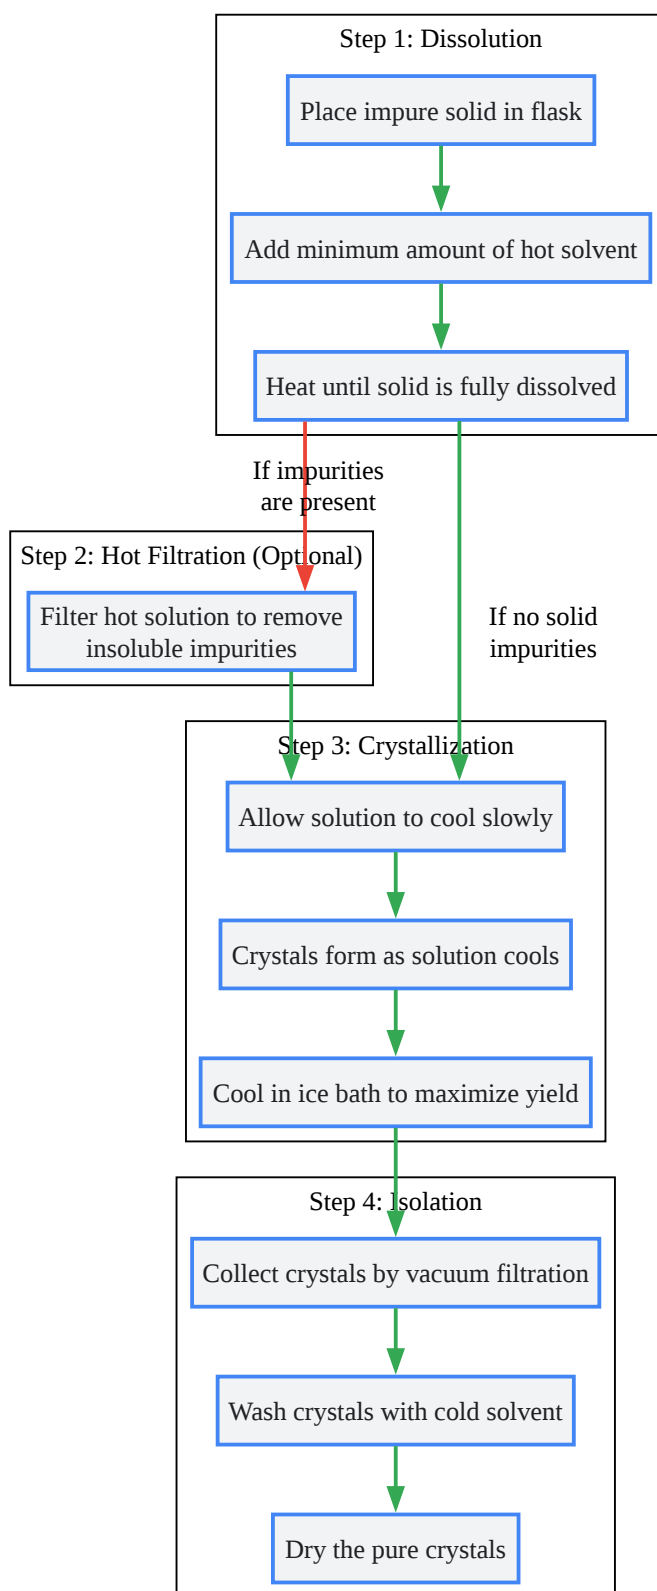 Step 1: Dissolution
Place impure solid in flask
Add minimum amount of hot solvent
Heat until solid is fully dissolved
If impurities
are present
Step 2: Hot Filtration (Optional)
Filter hot solution to remove
insoluble impurities
If no solid
impurities
Step 3: Crystallization
Allow solution to cool slowly
Crystals form as solution cools
Cool in ice bath to maximize yield
Step 4: Isolation
Collect crystals by vacuum filtration
Wash crystals with cold solvent
Dry the pure crystals